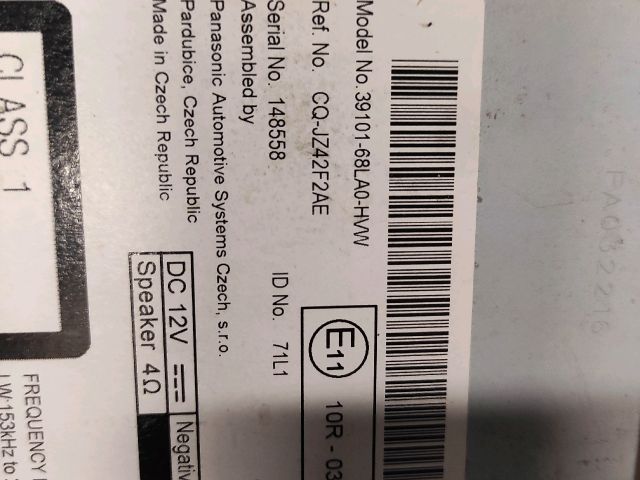 Model No. 39101-68LA0-HVW
Ref. No. CQ-JZ42F2AE
Serial No. 148558
ID No. 71L1
Assembled by
Panasonic Automotive Systems Czech, s.r.o.
Pardubice, Czech Republic
Made in Czech Republic
E11 10R - 03
DC 12V
Speaker 4Ω
CLASS 1
FREQUENCY
LW:153kHz to